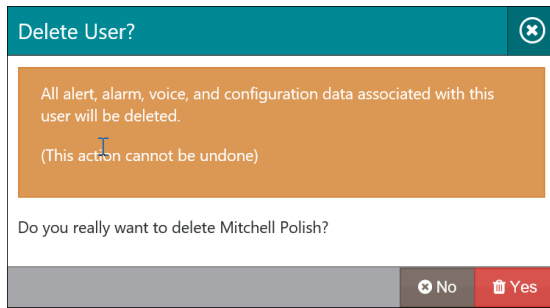 Delete User?
All alert, alarm, voice, and configuration data associated with this
user will be deleted.
(This action cannot be undone)
Do you really want to delete Mitchell Polish?
No
Yes